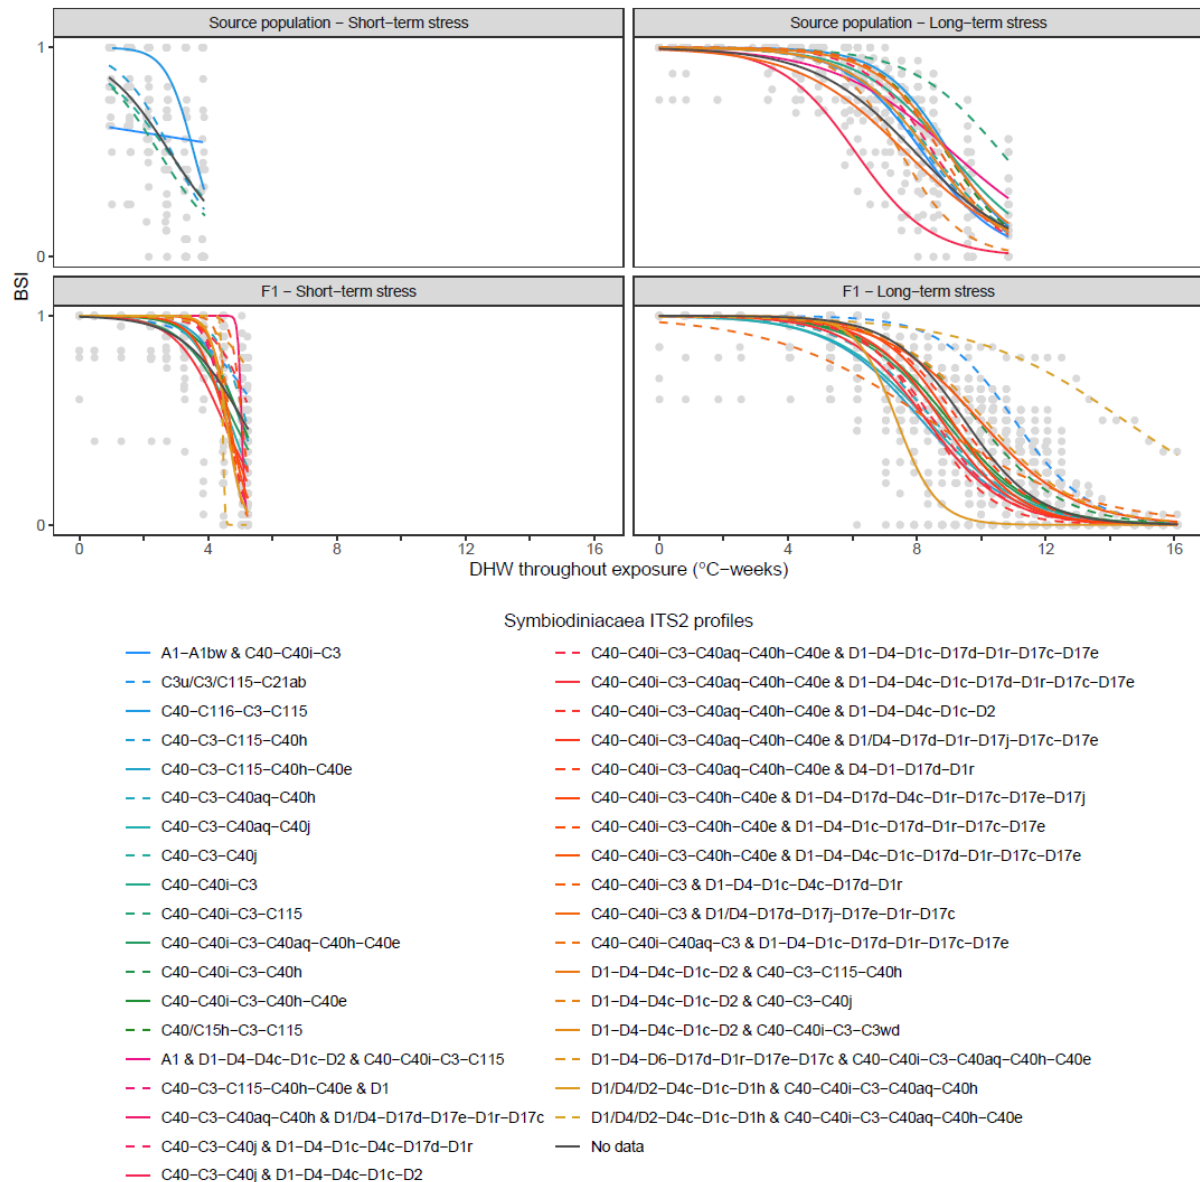 Source population − Short−term stress
Source population − Long−term stress
1
0
F1 − Short−term stress
F1 − Long−term stress
1
0
BSI
0 4 8 12 16 0 4 8 12 16
DHW throughout exposure (°C−weeks)
Symbiodiniacaea ITS2 profiles
A1−A1bw & C40−C40i−C3
C3u/C3/C115−C21ab
C40−C116−C3−C115
C40−C3−C115−C40h
C40−C3−C115−C40h−C40e
C40−C3−C40aq−C40h
C40−C3−C40aq−C40j
C40−C3−C40j
C40−C40i−C3
C40−C40i−C3−C115
C40−C40i−C3−C40aq−C40h−C40e
C40−C40i−C3−C40h
C40−C40i−C3−C40h−C40e
C40/C15h−C3−C115
A1 & D1−D4−D4c−D1c−D2 & C40−C40i−C3−C115
C40−C3−C115−C40h−C40e & D1
C40−C3−C40aq−C40h & D1/D4−D17d−D17e−D1r−D17c
C40−C3−C40j & D1−D4−D1c−D4c−D17d−D1r
C40−C3−C40j & D1−D4−D4c−D1c−D2
C40−C40i−C3−C40aq−C40h−C40e & D1−D4−D1c−D17d−D1r−D17c−D17e
C40−C40i−C3−C40aq−C40h−C40e & D1−D4−D4c−D1c−D17d−D1r−D17c−D17e
C40−C40i−C3−C40aq−C40h−C40e & D1−D4−D4c−D1c−D2
C40−C40i−C3−C40aq−C40h−C40e & D1/D4−D17d−D1r−D17j−D17c−D17e
C40−C40i−C3−C40aq−C40h−C40e & D4−D1−D17d−D1r
C40−C40i−C3−C40h−C40e & D1−D4−D17d−D4c−D1r−D17c−D17e−D17j
C40−C40i−C3−C40h−C40e & D1−D4−D1c−D17d−D1r−D17c−D17e
C40−C40i−C3−C40h−C40e & D1−D4−D4c−D1c−D17d−D1r−D17c−D17e
C40−C40i−C3 & D1−D4−D1c−D4c−D17d−D1r
C40−C40i−C3 & D1/D4−D17d−D17j−D17e−D1r−D17c
C40−C40i−C40aq−C3 & D1−D4−D1c−D17d−D1r−D17c−D17e
D1−D4−D4c−D1c−D2 & C40−C3−C115−C40h
D1−D4−D4c−D1c−D2 & C40−C3−C40j
D1−D4−D4c−D1c−D2 & C40−C40i−C3−C3wd
D1−D4−D6−D17d−D1r−D17e−D17c & C40−C40i−C3−C40aq−C40h−C40e
D1/D4/D2−D4c−D1c−D1h & C40−C40i−C3−C40aq−C40h
D1/D4/D2−D4c−D1c−D1h & C40−C40i−C3−C40aq−C40h−C40e
No data